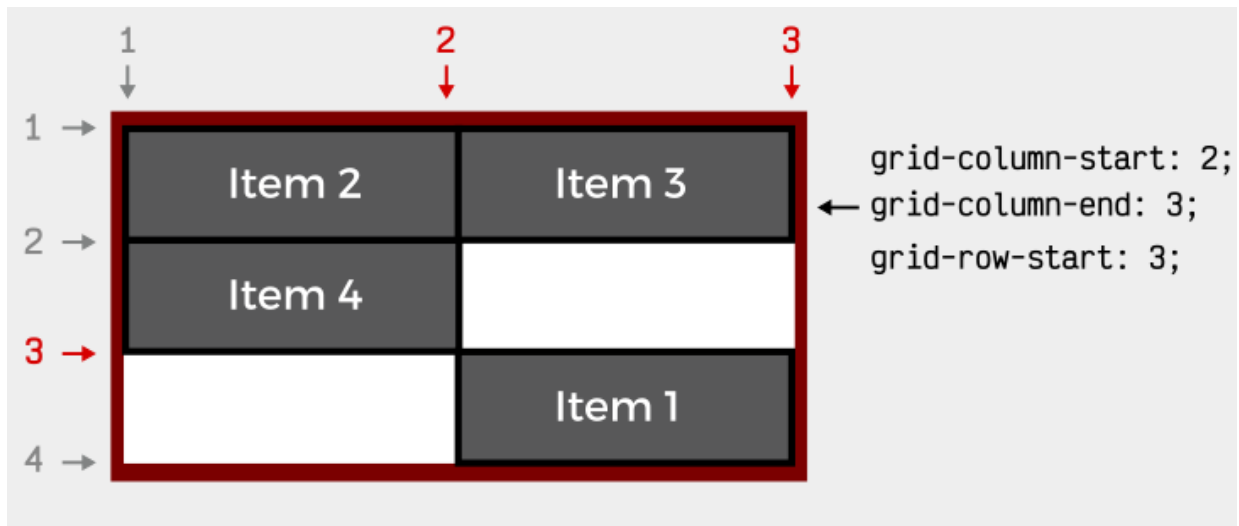 1 2 3
1
Item 2 Item 3
grid-column-start: 2;
grid-column-end: 3;
2
grid-row-start: 3;
Item 4
3
Item 1
4